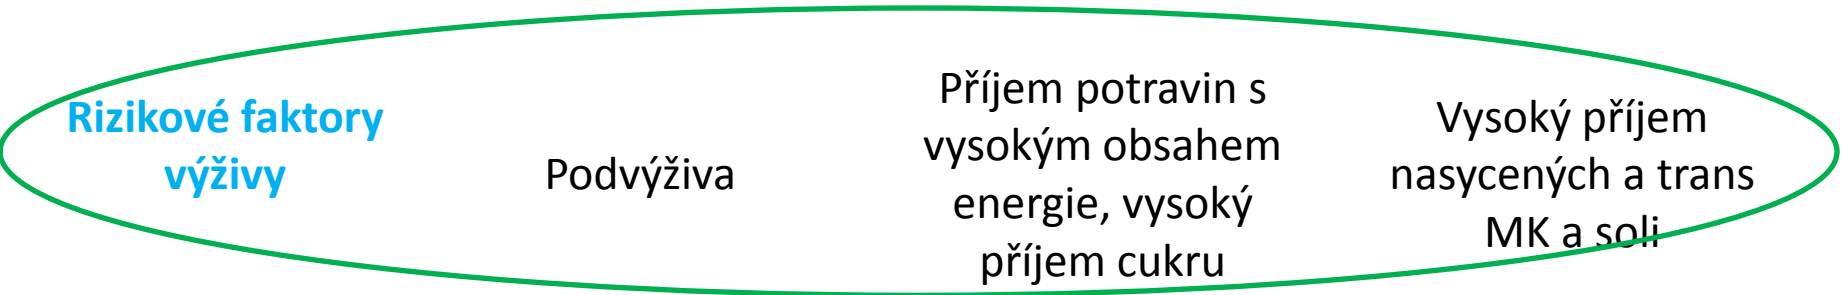 Rizikové faktory
výživy
Podvýživa
Příjem potravin s
vysokým obsahem
energie, vysoký
příjem cukru
Vysoký příjem
nasycených a trans
MK a soli